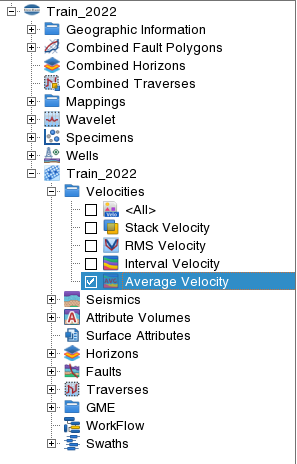 Train_2022
Geographic Information
Combined Fault Polygons
Combined Horizons
Combined Traverses
Mappings
Wavelet
Specimens
Wells
Train_2022
Velocities
<All>
Stack Velocity
RMS Velocity
Interval Velocity
Average Velocity
Seismics
Attribute Volumes
Surface Attributes
Horizons
Faults
Traverses
GME
WorkFlow
Swaths